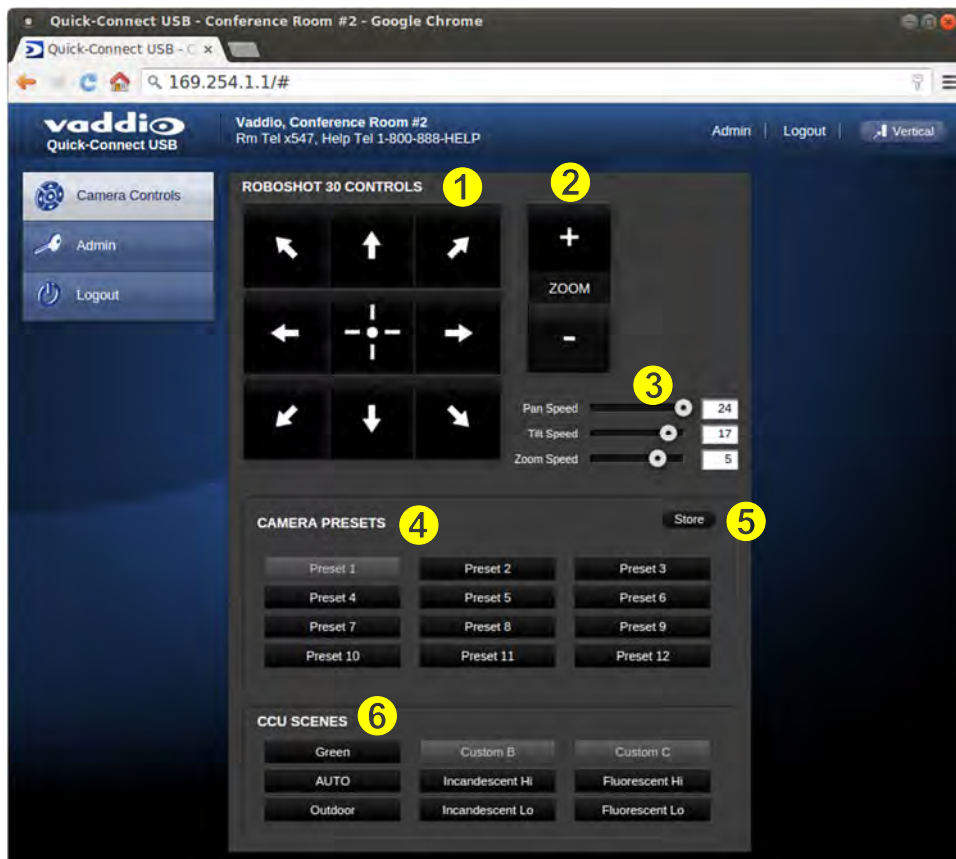 Quick-Connect USB - Conference Room #2 - Google Chrome
Quick-Connect USB - C ×
169.254.1.1/#
vaddio
Quick-Connect USB
Vaddio, Conference Room #2
Rm Tel x547, Help Tel 1-800-888-HELP
Admin | Logout | Vertical
Camera Controls
Admin
Logout
ROBOSHOT 30 CONTROLS 1
2
+
ZOOM
-
3
Pan Speed 24
Tilt Speed 17
Zoom Speed 5
CAMERA PRESETS 4
Store 5
Preset 1 Preset 2 Preset 3
Preset 4 Preset 5 Preset 6
Preset 7 Preset 8 Preset 9
Preset 10 Preset 11 Preset 12
CCU SCENES 6
Green Custom B Custom C
AUTO Incandescent Hi Fluorescent Hi
Outdoor Incandescent Lo Fluorescent Lo